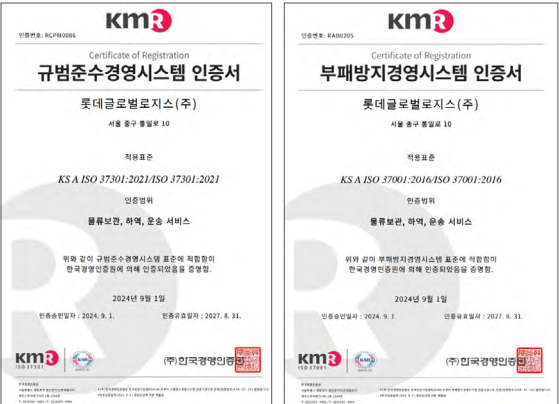 KMR
인증번호: RCPM0086
Certificate of Registration
규범준수경영시스템 인증서
롯데글로벌로지스(주)
서울 중구 통일로 10
적용표준
KS A ISO 37301:2021/ISO 37301:2021
인증범위
물류보관, 하역, 운송 서비스
위와 같이 규범준수경영시스템 표준에 적합함이
한국경영인증원에 의해 인증되었음을 증명함.
2024년 9월 1일
인증승인일자 : 2024. 9. 1. 인증유효일자 : 2027. 8. 31.
KMR
ISO 37301
(주)한국경영인증원
KMR
인증번호: RAB0205
Certificate of Registration
부패방지경영시스템 인증서
롯데글로벌로지스(주)
서울 중구 통일로 10
적용표준
KS A ISO 37001:2016/ISO 37001:2016
인증범위
물류보관, 하역, 운송 서비스
위와 같이 부패방지경영시스템 표준에 적합함이
한국경영인증원에 의해 인증되었음을 증명함.
2024년 9월 1일
인증승인일자 : 2024. 9. 1. 인증유효일자 : 2027. 8. 31.
KMR
ISO 37001
(주)한국경영인증원